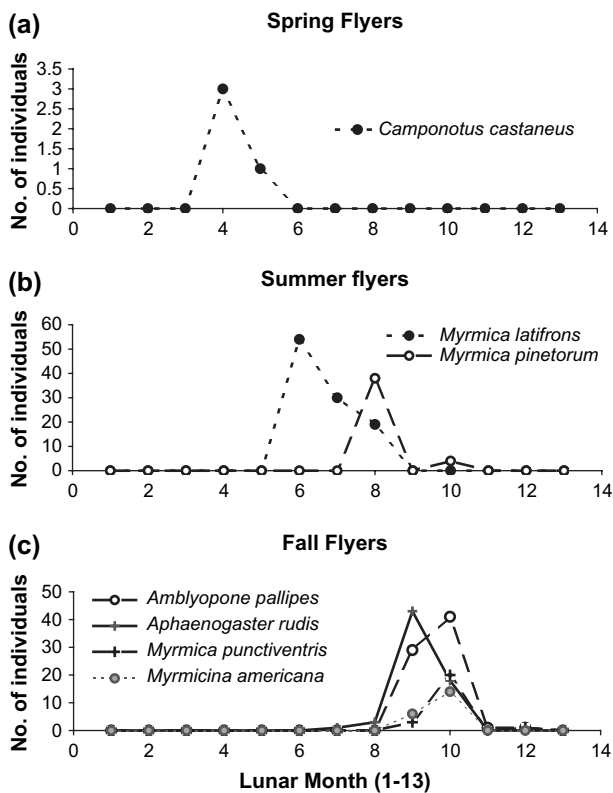 (a)
Spring Flyers
No. of individuals
3.5
3
2.5
2
1.5
1
0.5
0
Camponotus castaneus
0 2 4 6 8 10 12 14
(b)
Summer flyers
No. of individuals
60
50
40
30
20
10
0
Myrmica latifrons
Myrmica pinetorum
0 2 4 6 8 10 12 14
(c)
Fall Flyers
No. of individuals
50
40
30
20
10
0
Amblyopone pallipes
Aphaenogaster rudis
Myrmica punctiventris
Myrmicina americana
0 2 4 6 8 10 12 14
Lunar Month (1-13)